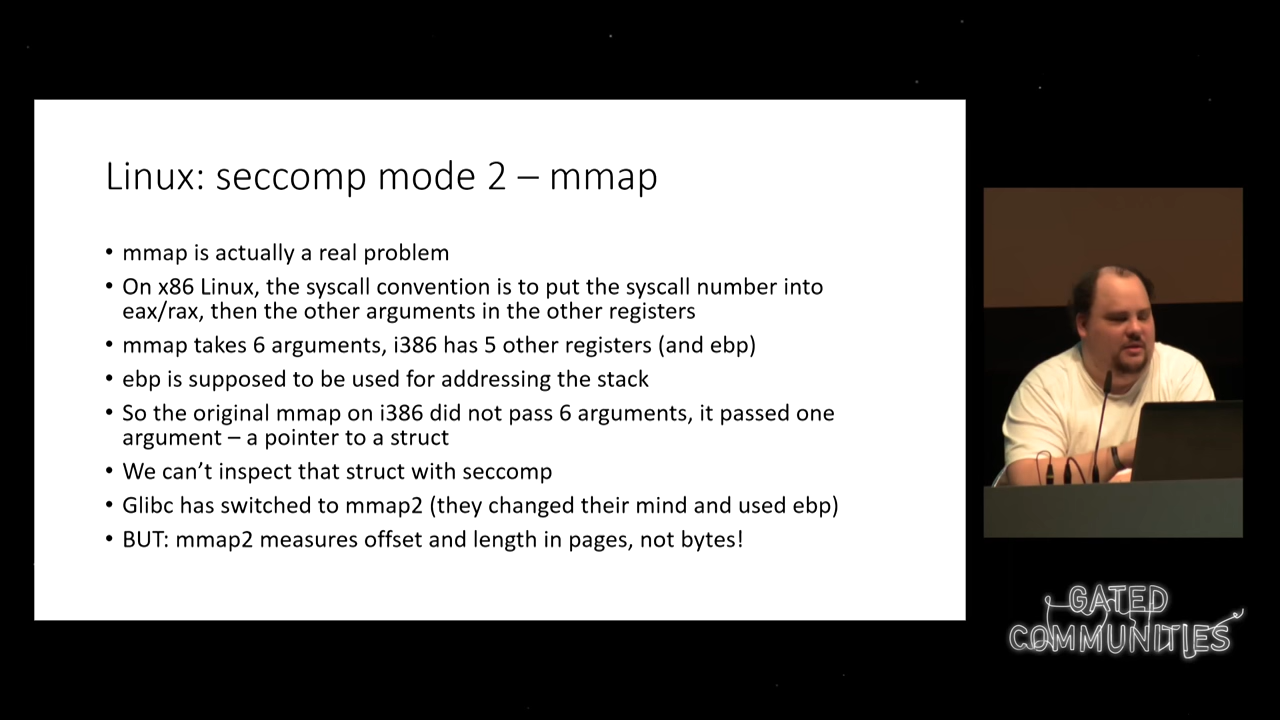 Linux: seccomp mode 2 – mmap
• mmap is actually a real problem
• On x86 Linux, the syscall convention is to put the syscall number into
eax/rax, then the other arguments in the other registers
• mmap takes 6 arguments, i386 has 5 other registers (and ebp)
• ebp is supposed to be used for addressing the stack
• So the original mmap on i386 did not pass 6 arguments, it passed one
argument – a pointer to a struct
• We can’t inspect that struct with seccomp
• Glibc has switched to mmap2 (they changed their mind and used ebp)
• BUT: mmap2 measures offset and length in pages, not bytes!
GATED
COMMUNITIES